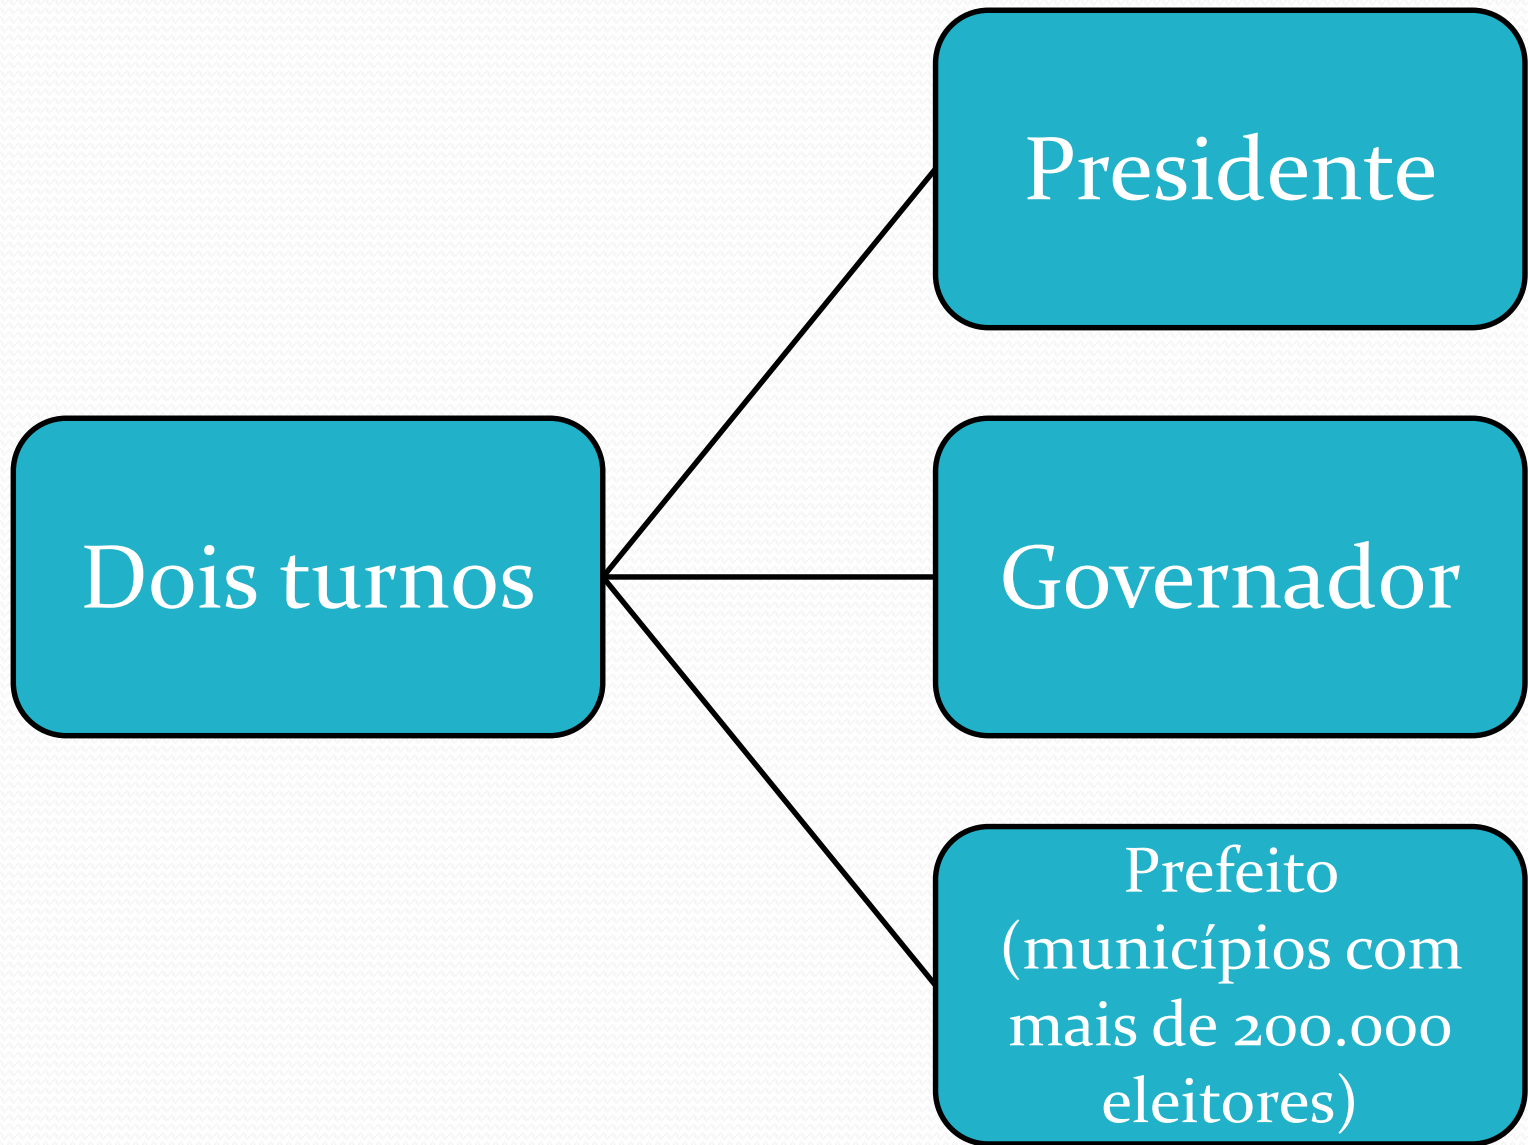 Dois turnos
Presidente
Governador
Prefeito
(municípios com
mais de 200.000
eleitores)